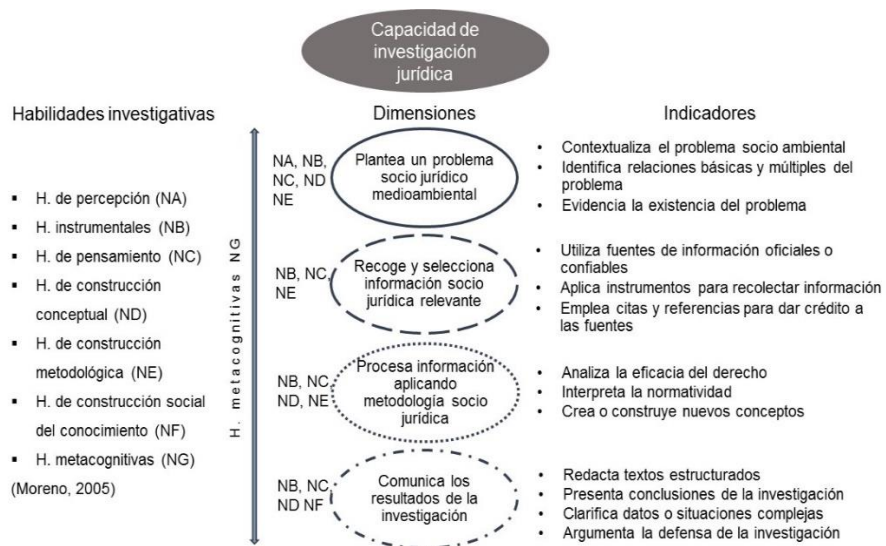 Capacidad de
investigación
jurídica
Habilidades investigativas
▪ H. de percepción (NA)
▪ H. instrumentales (NB)
▪ H. de pensamiento (NC)
▪ H. de construcción
conceptual (ND)
▪ H. de construcción
metodológica (NE)
▪ H. de construcción social
del conocimiento (NF)
▪ H. metacognitivas (NG)
(Moreno, 2005)
H. metacognitivas NG
Dimensiones
NA, NB,
NC, ND
NE
Plantea un problema
socio jurídico
medioambiental
NB, NC,
NE
Recoge y selecciona
información socio
jurídica relevante
NB, NC,
ND, NE
Procesa información
aplicando
metodología socio
jurídica
NB, NC
ND NF
Comunica los
resultados de la
investigación
Indicadores
• Contextualiza el problema socio ambiental
• Identifica relaciones básicas y múltiples del
problema
• Evidencia la existencia del problema
• Utiliza fuentes de información oficiales o
confiables
• Aplica instrumentos para recolectar información
• Emplea citas y referencias para dar crédito a
las fuentes
• Analiza la eficacia del derecho
• Interpreta la normatividad
• Crea o construye nuevos conceptos
• Redacta textos estructurados
• Presenta conclusiones de la investigación
• Clarifica datos o situaciones complejas
• Argumenta la defensa de la investigación